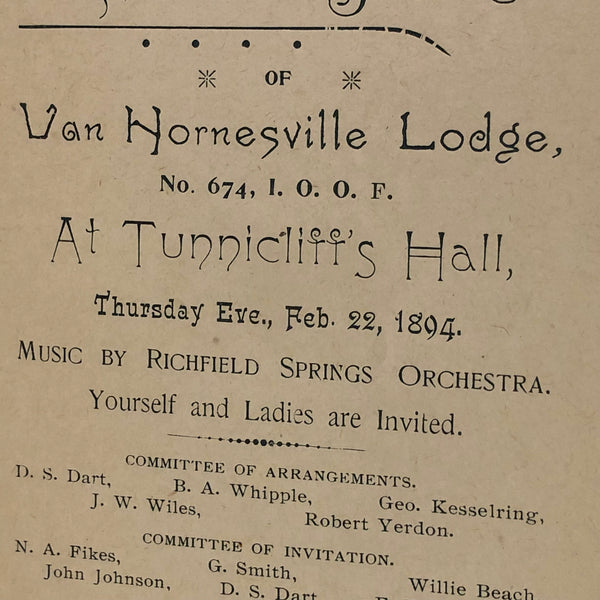 OF
Van Hornesville Lodge,
No. 674, I. O. O. F.
At Tunnicliff's Hall,
Thursday Eve., Feb. 22, 1894.
MUSIC BY RICHFIELD SPRINGS ORCHESTRA.
Yourself and Ladies are Invited.
COMMITTEE OF ARRANGEMENTS.
D. S. Dart, B. A. Whipple, Geo. Kesselring,
J. W. Wiles, Robert Yerdon.
COMMITTEE OF INVITATION.
N. A. Fikes, G. Smith, Willie Beach
John Johnson, D. S. Dart